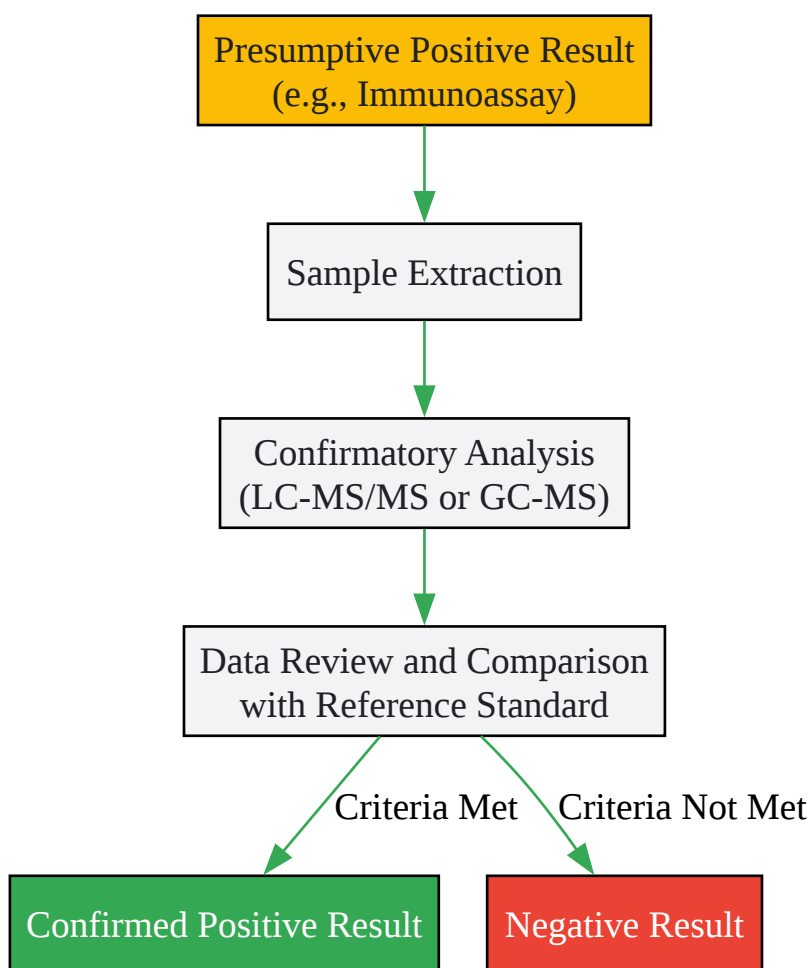 Presumptive Positive Result
(e.g., Immunoassay)
Sample Extraction
Confirmatory Analysis
(LC-MS/MS or GC-MS)
Data Review and Comparison
with Reference Standard
Criteria Met
Criteria Not Met
Confirmed Positive Result
Negative Result